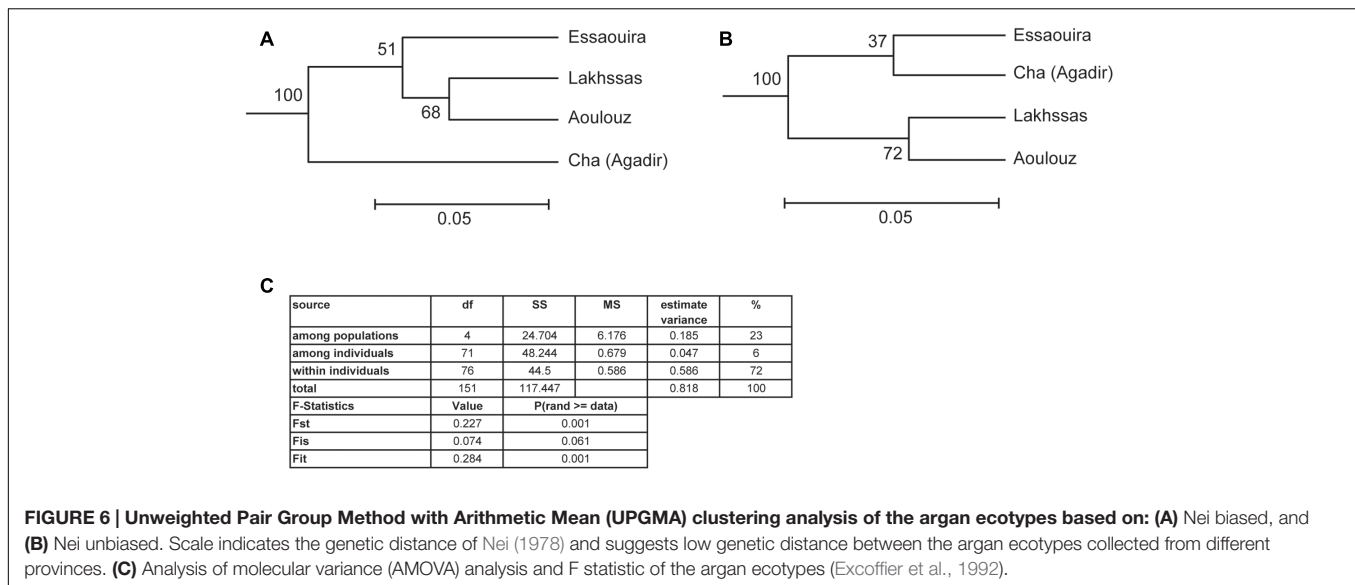 A
51
Essaouira
100
Lakhssas
68
Aoulouz
Cha (Agadir)
0.05
B
37
Essaouira
100
Cha (Agadir)
Lakhssas
72
Aoulouz
0.05
C
source df SS MS estimate variance %
among populations 4 24.704 6.176 0.185 23
among individuals 71 48.244 0.679 0.047 6
within individuals 76 44.5 0.586 0.586 72
total 151 117.447 0.818 100
F-Statistics Value P(rand >= data)
Fst 0.227 0.001
Fis 0.074 0.061
Fit 0.284 0.001
FIGURE 6 | Unweighted Pair Group Method with Arithmetic Mean (UPGMA) clustering analysis of the argan ecotypes based on: (A) Nei biased, and
(B) Nei unbiased. Scale indicates the genetic distance of Nei (1978) and suggests low genetic distance between the argan ecotypes collected from different
provinces. (C) Analysis of molecular variance (AMOVA) analysis and F statistic of the argan ecotypes (Excoffier et al., 1992).